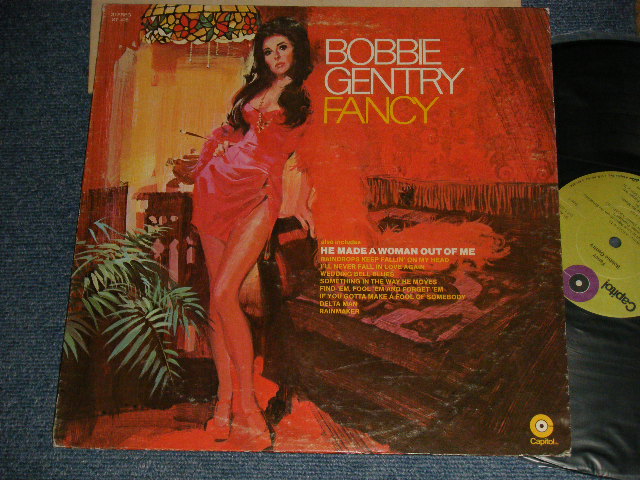 STEREO
BOBBIE
GENTRY
FANCY
also includes
HE MADE A WOMAN OUT OF ME
RAINDROPS KEEP FALLIN' ON MY HEAD
I'LL NEVER FALL IN LOVE AGAIN
WEDDING BELL BLUES
SOMETHING IN THE WAY HE MOVES
FIND 'EM, FOOL 'EM AND FORGET 'EM
IF YOU GOTTA MAKE A FOOL OF SOMEBODY
DELTA MAN
RAINMAKER
Capitol
Capitol